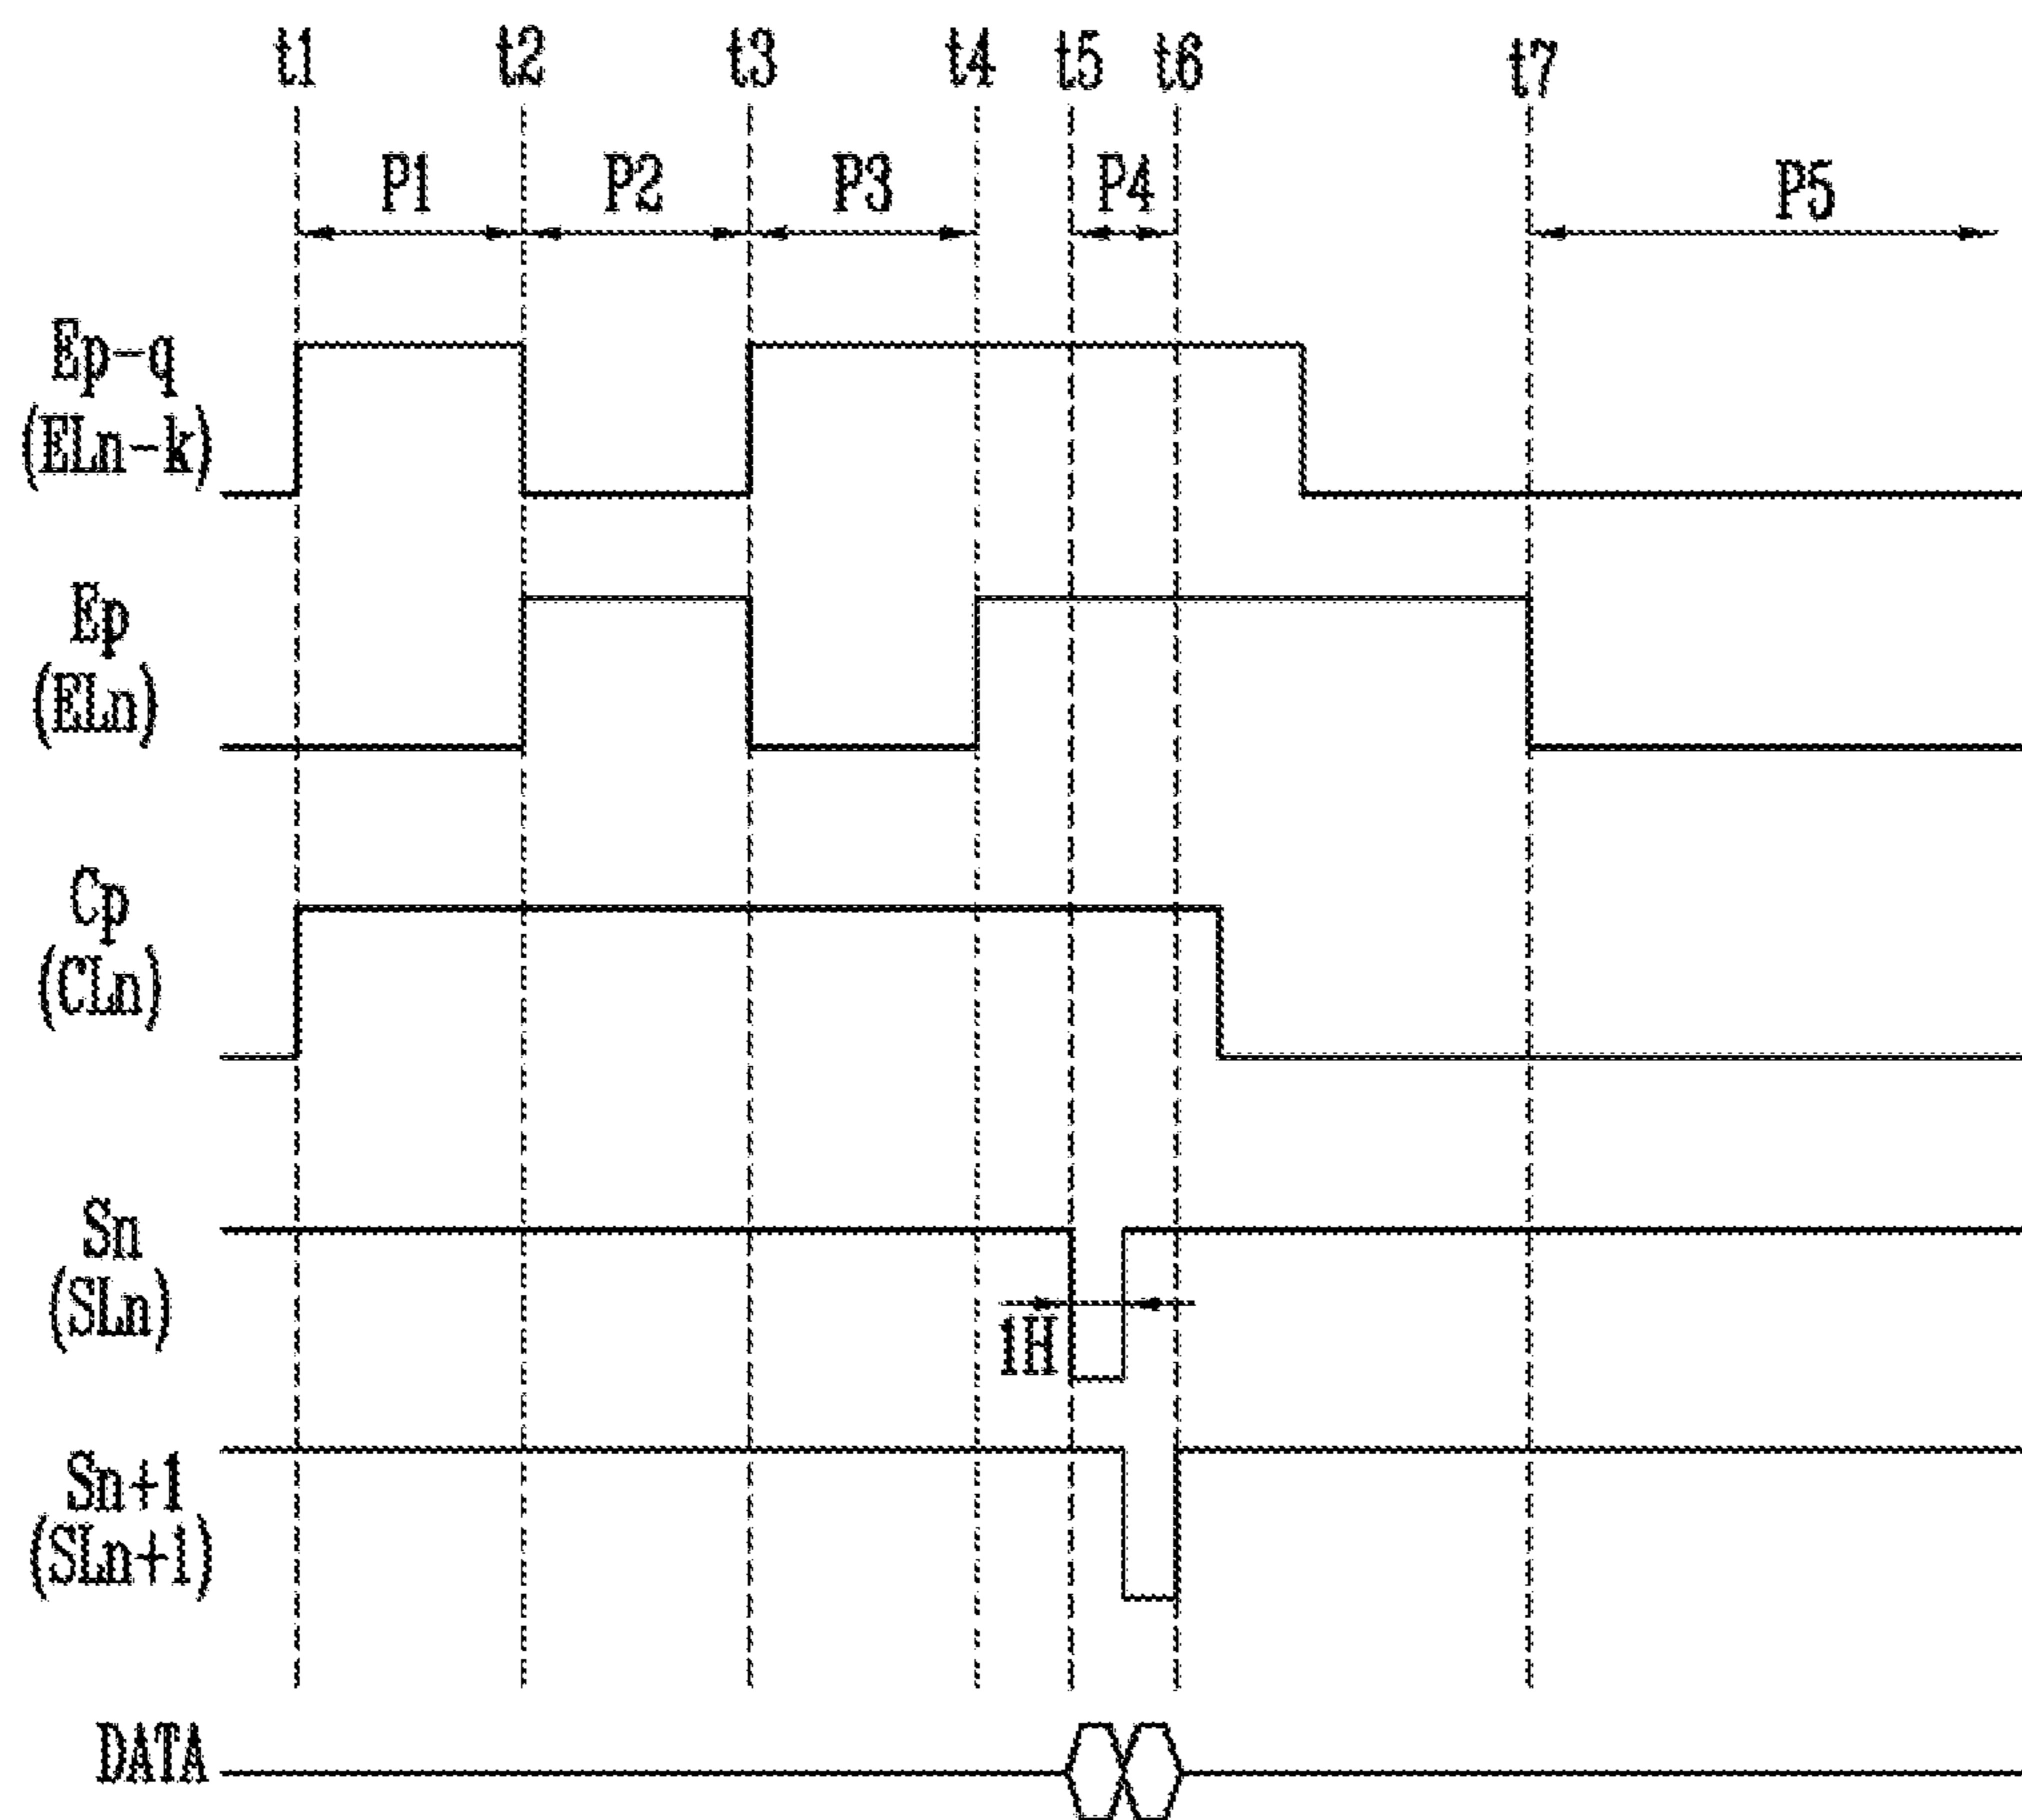 t1 t2 t3 t4 t5 t6 t7
P1 P2 P3 P4 P5
Ep-q
(ELn-k)
Ep
(ELn)
Cp
(CLn)
Sn
(SLn)
1H
Sn+1
(SLn+1)
DATA